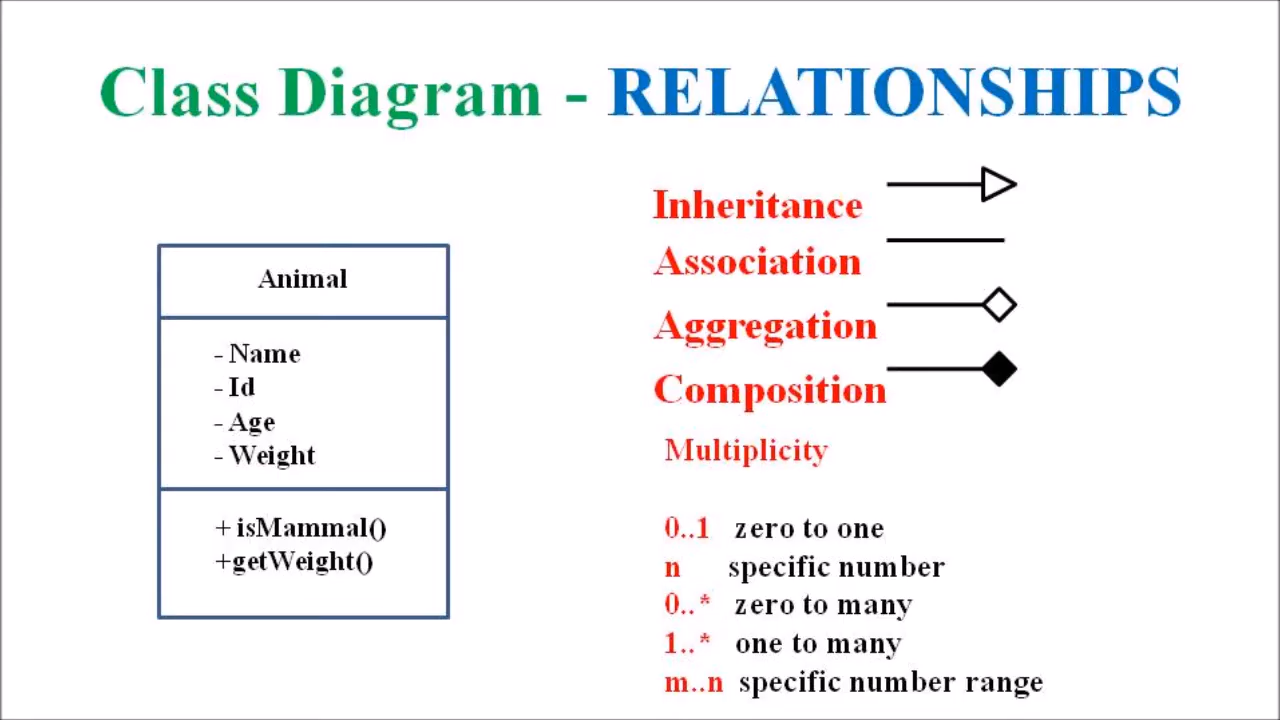 Class Diagram - RELATIONSHIPS
Animal
- Name
- Id
- Age
- Weight
+ isMammal()
+getWeight()
Inheritance
Association
Aggregation
Composition
Multiplicity
0..1 zero to one
n specific number
0..* zero to many
1..* one to many
m..n specific number range